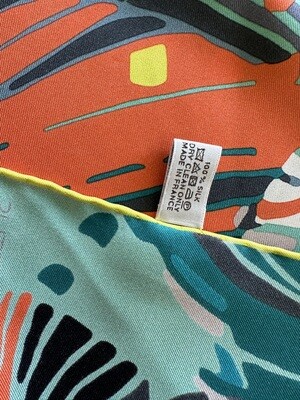 100% SILK
DRY CLEAN ONLY
MADE IN FRANCE